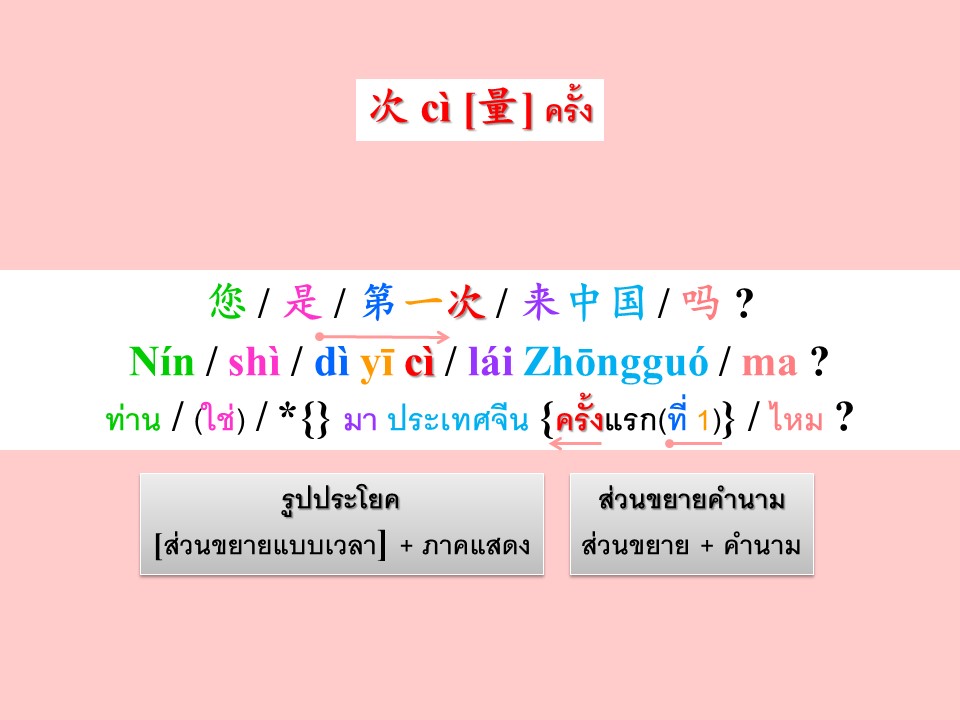 次 cì [量] ครั้ง
您 / 是 / 第一次 / 来中国 / 吗 ?
Nín / shì / dì yī cì / lái Zhōngguó / ma ?
ท่าน / (ใช่) / *{} มา ประเทศจีน {ครั้งแรก(ที่ 1)} / ไหม ?
รูปประโยค
[ส่วนขยายแบบเวลา] + ภาคแสดง
ส่วนขยายคำนาม
ส่วนขยาย + คำนาม